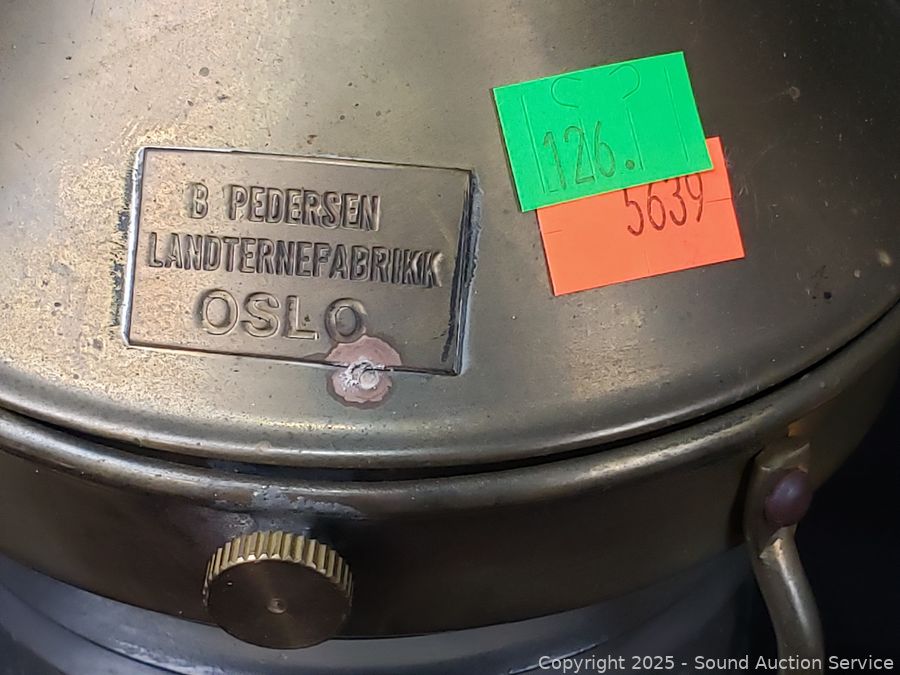 B PEDERSEN
LANDTERNEFABRIKK
OSLO
126.
5639
Copyright 2025 - Sound Auction Service